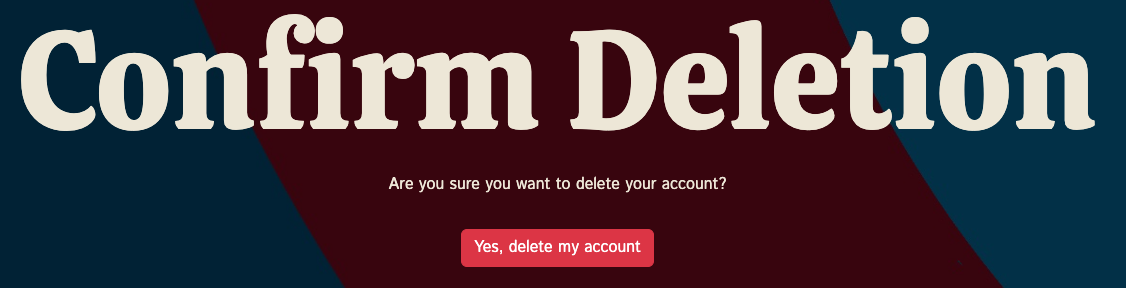 Confirm Deletion
Are you sure you want to delete your account?
Yes, delete my account